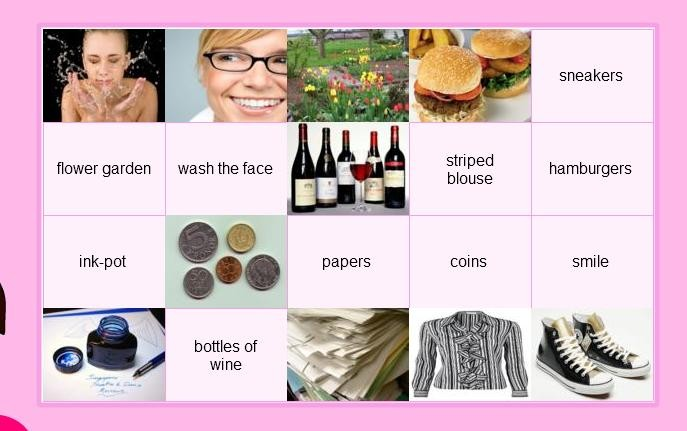 sneakers
flower garden
wash the face
striped
blouse
hamburgers
ink-pot
papers
coins
smile
bottles of
wine